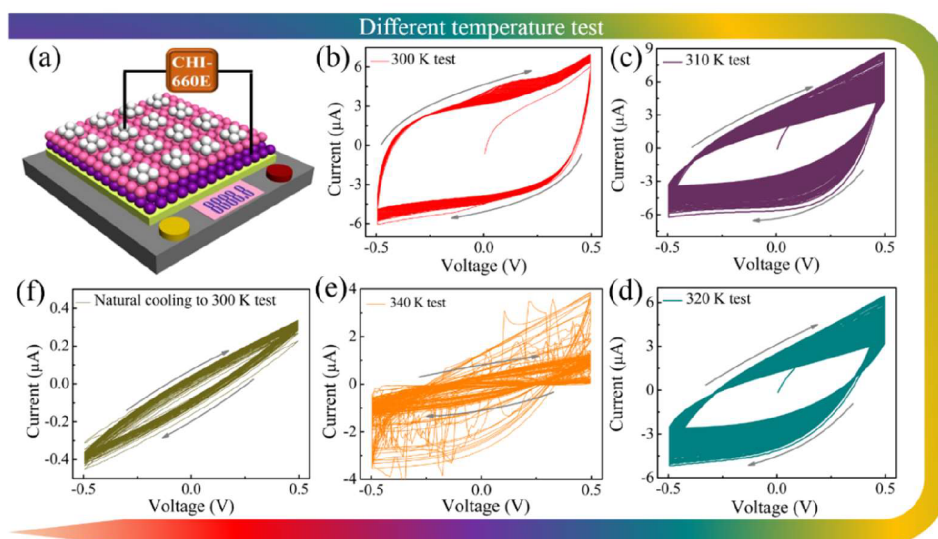 Different temperature test
(a)
CHI-
660E
8888.8
(b)
300 K test
Current (μA)
6
3
0
-3
-6
-0.5
0.0
0.5
Voltage (V)
(c)
310 K test
Current (μA)
9
6
3
0
-3
-6
-0.5
0.0
0.5
Voltage (V)
(f)
Natural cooling to 300 K test
Current (μA)
0.4
0.2
0.0
-0.2
-0.4
-0.5
0.0
0.5
Voltage (V)
(e)
340 K test
Current (μA)
4
2
0
-2
-4
-0.5
0.0
0.5
Voltage (V)
(d)
320 K test
Current (μA)
6
3
0
-3
-6
-0.5
0.0
0.5
Voltage (V)